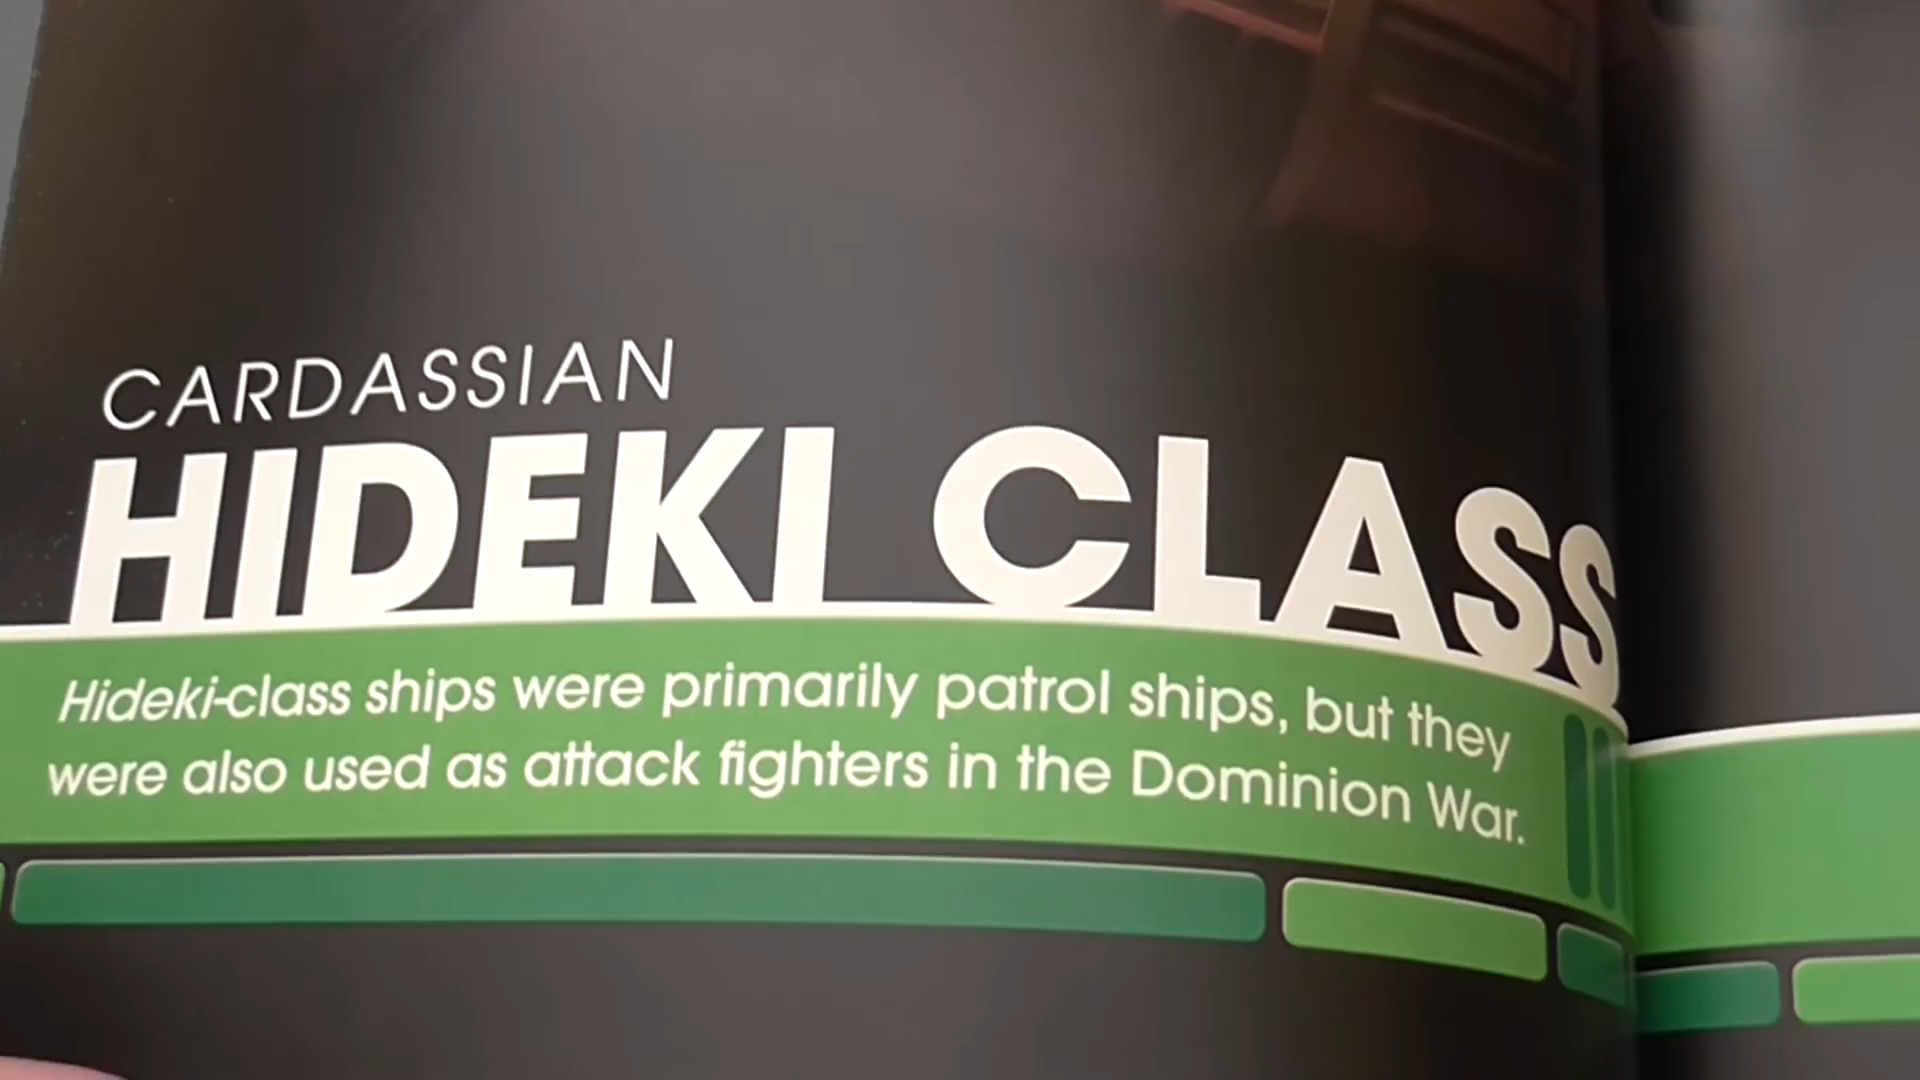 CARDASSIAN
HIDEKI CLASS
Hideki-class ships were primarily patrol ships, but they
were also used as attack fighters in the Dominion War.